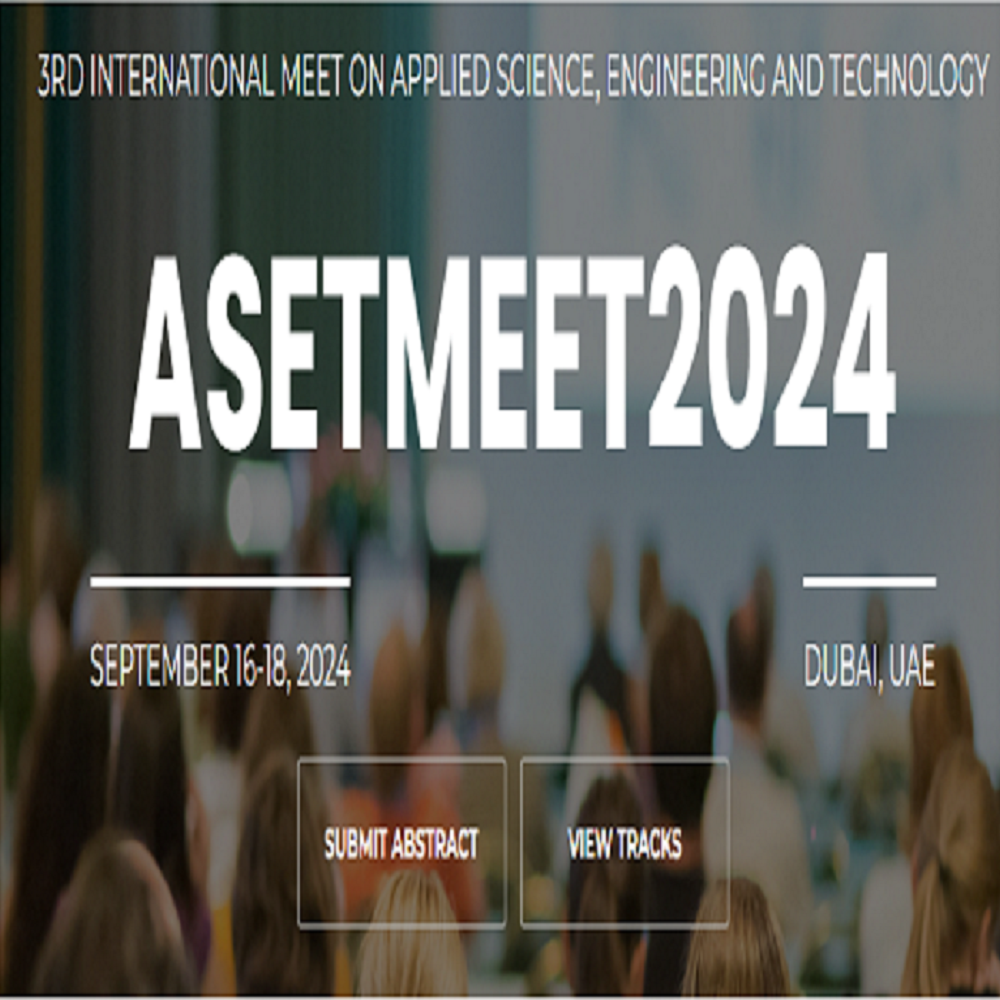 3RD INTERNATIONAL MEET ON APPLIED SCIENCE, ENGINEERING AND TECHNOLOGY
ASETMEET2024
SEPTEMBER 16-18, 2024
DUBAI, UAE
SUBMIT ABSTRACT
VIEW TRACKS